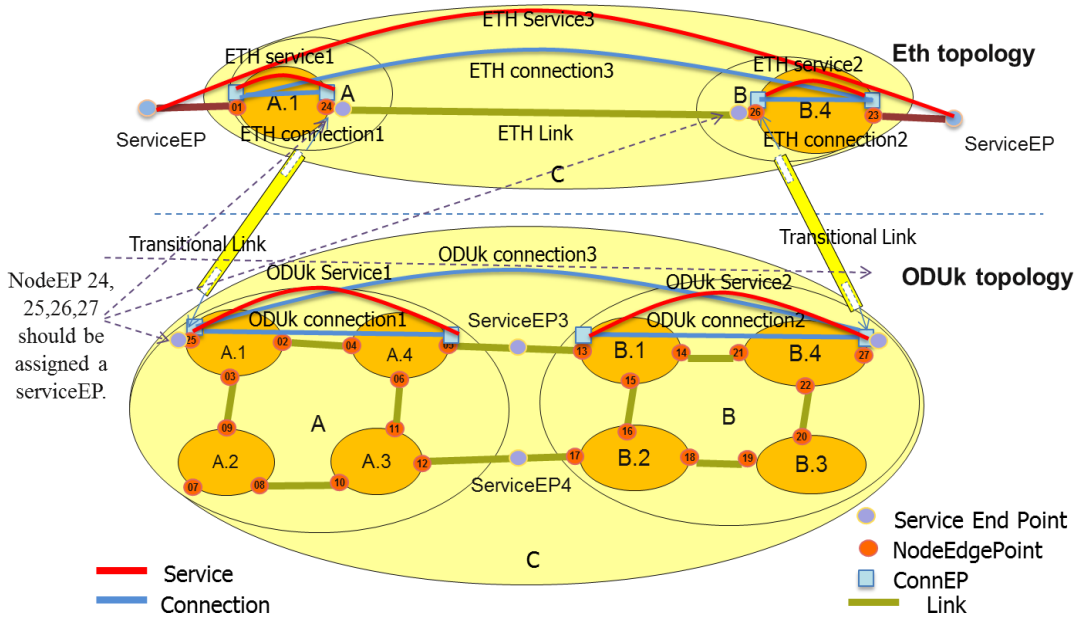 ETH Service3
Eth topology
ETH service1
ETH service2
ETH connection3
A
B
A.1
B.4
01
24
26
23
ServiceEP
ETH connection1
ETH Link
ETH connection2
ServiceEP
C
Transitional Link
Transitional Link
ODUk connection3
ODUk topology
NodeEP 24,
25,26,27
should be
assigned a
serviceEP.
ODUk Service1
ODUk Service2
ODUk connection1
ServiceEP3
ODUk connection2
25
A.1
02
04
A.4
05
13
B.1
14
21
B.4
27
03
06
15
22
A
B
09
11
16
20
A.2
A.3
12
17
B.2
18
19
B.3
07
08
10
ServiceEP4
C
Service End Point
NodeEdgePoint
ConnEP
Link
Service
Connection